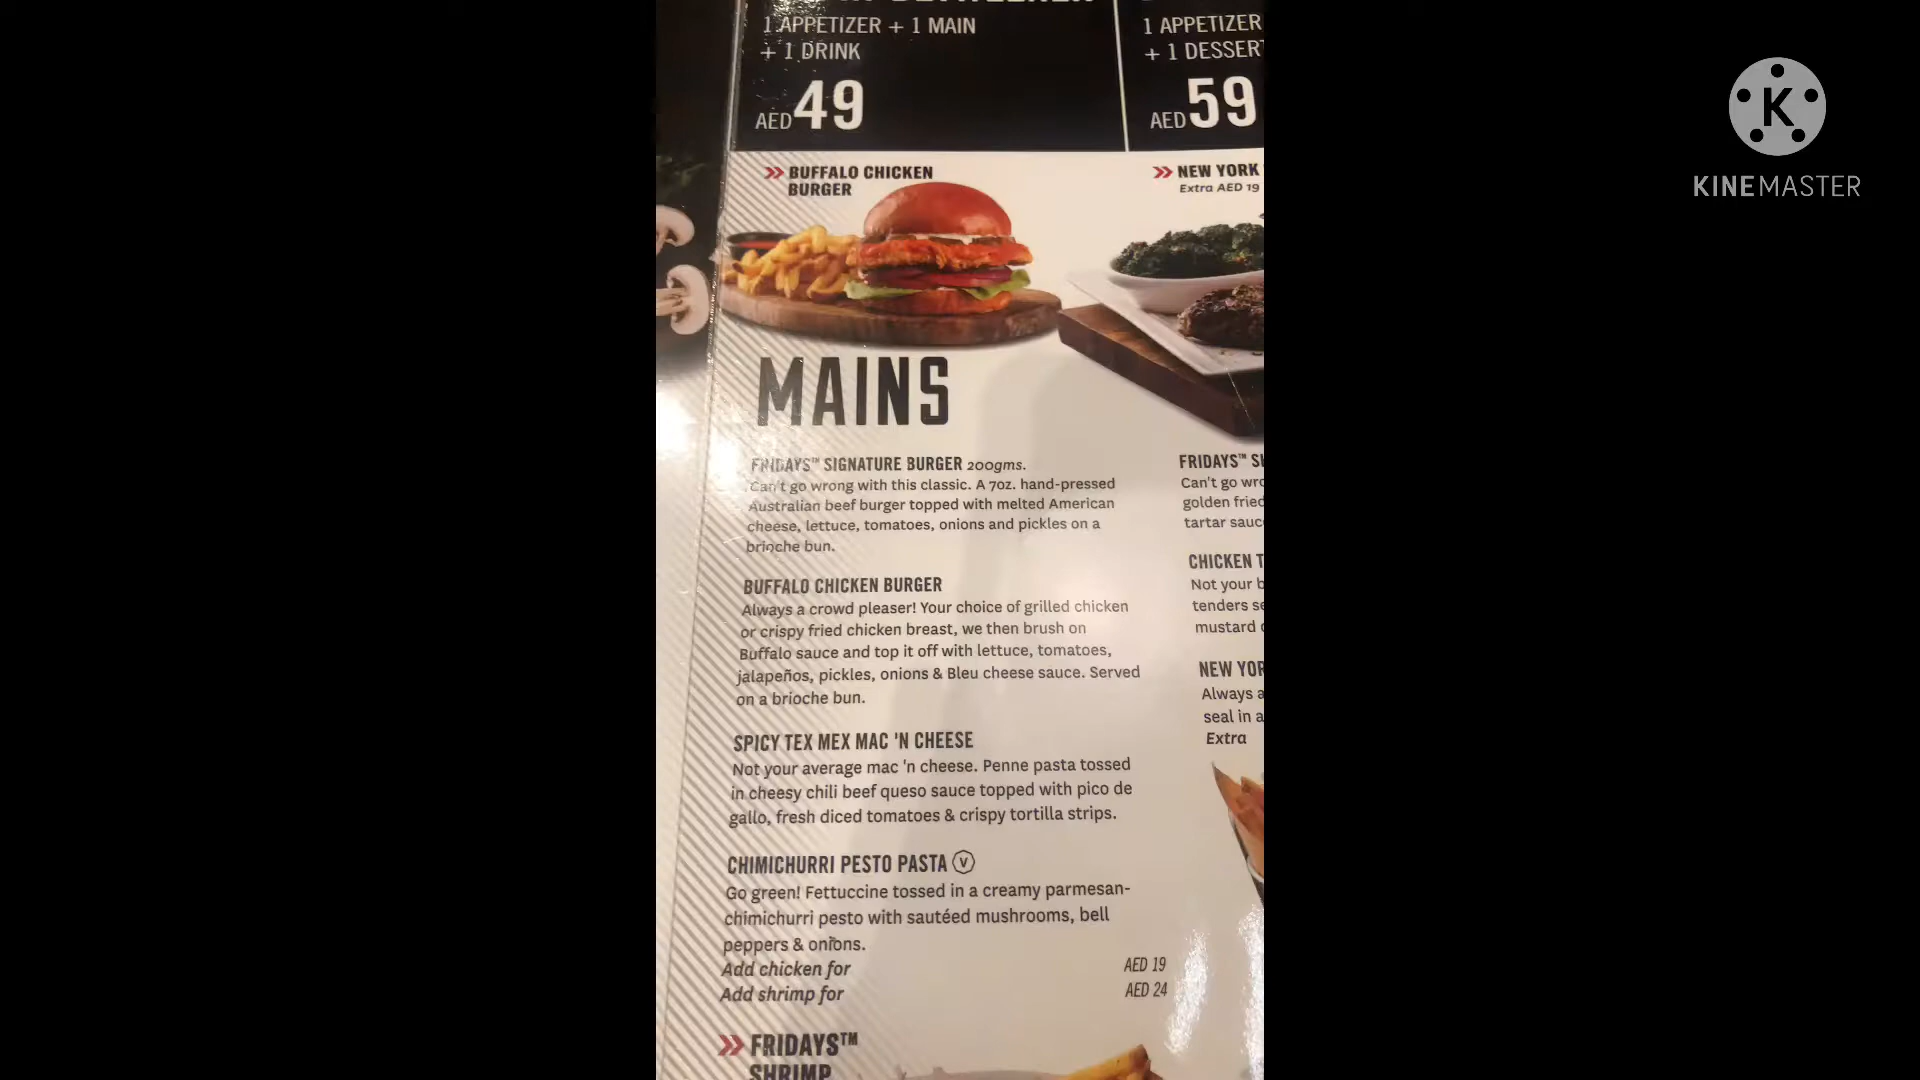 1 APPETIZER + 1 MAIN
+ 1 DRINK
AED 49
1 APPETIZER
+ 1 DESSERT
AED 59
BUFFALO CHICKEN
BURGER
NEW YORK
Extra AED 19
MAINS
FRIDAYS™ SIGNATURE BURGER 200gms.
Can't go wrong with this classic. A 7oz. hand-pressed
Australian beef burger topped with melted American
cheese, lettuce, tomatoes, onions and pickles on a
brioche bun.
BUFFALO CHICKEN BURGER
Always a crowd pleaser! Your choice of grilled chicken
or crispy fried chicken breast, we then brush on
Buffalo sauce and top it off with lettuce, tomatoes,
jalapeños, pickles, onions & Bleu cheese sauce. Served
on a brioche bun.
SPICY TEX MEX MAC 'N CHEESE
Not your average mac 'n cheese. Penne pasta tossed
in cheesy chili beef queso sauce topped with pico de
gallo, fresh diced tomatoes & crispy tortilla strips.
CHIMICHURRI PESTO PASTA V
Go green! Fettuccine tossed in a creamy parmesan-
chimichurri pesto with sautéed mushrooms, bell
peppers & onions.
Add chicken for AED 19
Add shrimp for AED 24
FRIDAYS™
SHRIMP
FRIDAYS™
Can't go
golden fried
tartar
CHICKEN
Not your
tenders
mustard
NEW
Always
seal in
Extra
K
KINEMASTER